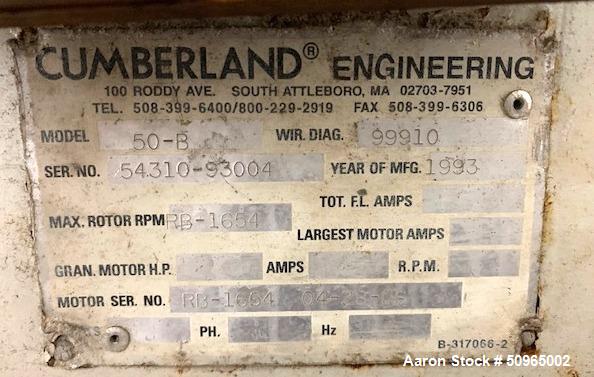 CUMBERLAND® ENGINEERING
100 RODDY AVE. SOUTH ATTLEBORO, MA 02703-7951
TEL. 508-399-6400/800-229-2919 FAX 508-399-6306
MODEL 50-B WIR. DIAG. 99910
SER. NO. 54310-93004 YEAR OF MFG. 1993
TOT. F.L. AMPS
MAX. ROTOR RPM RB-1654
LARGEST MOTOR AMPS
GRAN. MOTOR H.P. AMPS R.P.M.
MOTOR SER. NO. RB-1664
PH. Hz
B-317066-2
Aaron Stock # 50965002